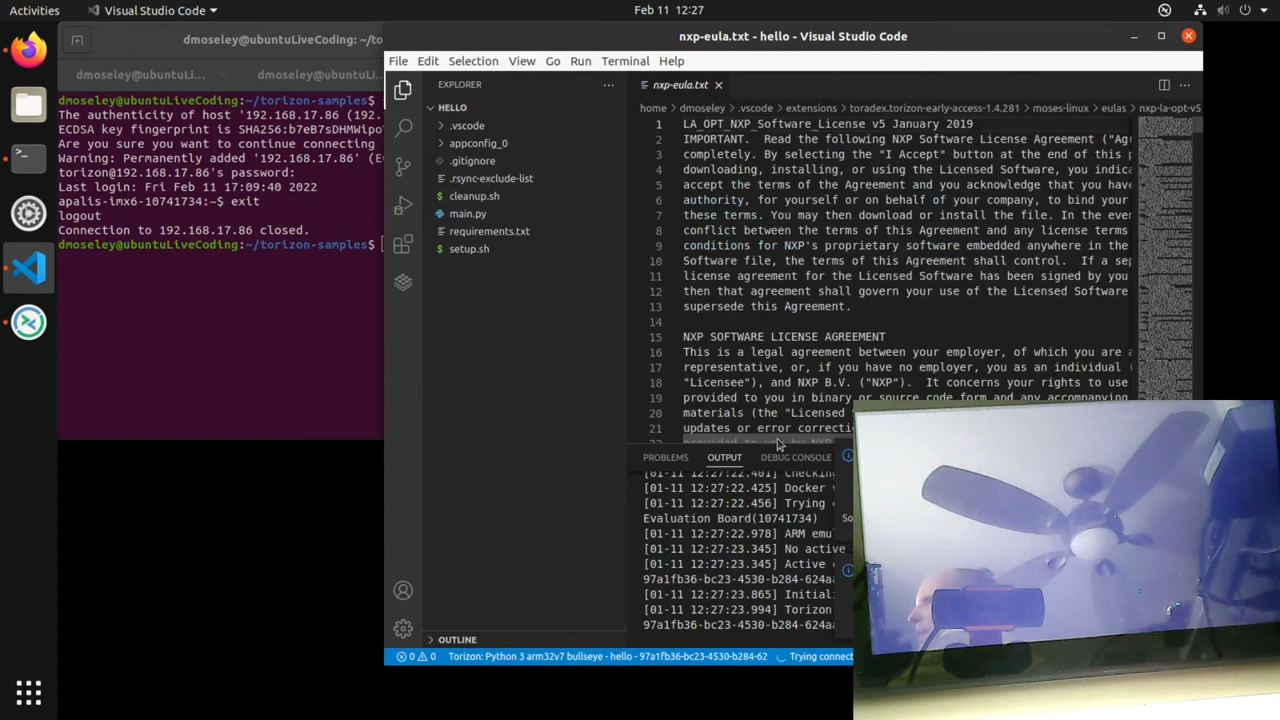 Activities
Visual Studio Code
Feb 11 12:27
dmoseley@ubuntuLiveCoding: ~/to
dmoseley@ubuntuLi...
dmoseley@ubuntuLi...
dmoseley@ubuntuLiveCoding:~/torizon-samples$
The authenticity of host '192.168.17.86 (192.
ECDSA key fingerprint is SHA256:b7eB7sDHMWipo
Are you sure you want to continue connecting
Warning: Permanently added '192.168.17.86' (E
torizon@192.168.17.86's password:
Last login: Fri Feb 11 17:09:40 2022
apalis-imx6-10741734:~$ exit
logout
Connection to 192.168.17.86 closed.
dmoseley@ubuntuLiveCoding:~/torizon-samples$
nxp-eula.txt - hello - Visual Studio Code
File Edit Selection View Go Run Terminal Help
EXPLORER
HELLO
.vscode
appconfig_0
.gitignore
.rsync-exclude-list
cleanup.sh
main.py
requirements.txt
setup.sh
OUTLINE
nxp-eula.txt
home > dmoseley > .vscode > extensions > toradex.torizon-early-access-1.4.281 > moses-linux > eulas > nxp-la-opt-v5
1 LA_OPT_NXP_Software_License v5 January 2019
2 IMPORTANT. Read the following NXP Software License Agreement ("Agr
3 completely. By selecting the "I Accept" button at the end of this p
4 downloading, installing, or using the Licensed Software, you indica
5 accept the terms of the Agreement and you acknowledge that you have
6 authority, for yourself or on behalf of your company, to bind your
7 these terms. You may then download or install the file. In the even
8 conflict between the terms of this Agreement and any license terms
9 conditions for NXP's proprietary software embedded anywhere in the
10 Software file, the terms of this Agreement shall control. If a sep
11 license agreement for the Licensed Software has been signed by you
12 then that agreement shall govern your use of the Licensed Software
13 supersede this Agreement.
14
15 NXP SOFTWARE LICENSE AGREEMENT
16 This is a legal agreement between your employer, of which you are a
17 representative, or, if you have no employer, you as an individual (
18 "Licensee"), and NXP B.V. ("NXP"). It concerns your rights to use
19 provided to you in binary or source code form and any accompanying
20 materials (the "Licensed S
21 updates or error correctio
provided to you by NXP
PROBLEMS OUTPUT DEBUG CONSOLE
[01-11 12:27:22.401] Checking
[01-11 12:27:22.425] Docker v
[01-11 12:27:22.456] Trying
Evaluation Board(10741734) So
[01-11 12:27:22.978] ARM emu
[01-11 12:27:23.345] No active
[01-11 12:27:23.345] Active
97a1fb36-bc23-4530-b284-624a
[01-11 12:27:23.865] Initiali
[01-11 12:27:23.994] Torizon
97a1fb36-bc23-4530-b284-624a
0 0 Torizon: Python 3 arm32v7 bullseye - hello - 97a1fb36-bc23-4530-b284-62 Trying connect